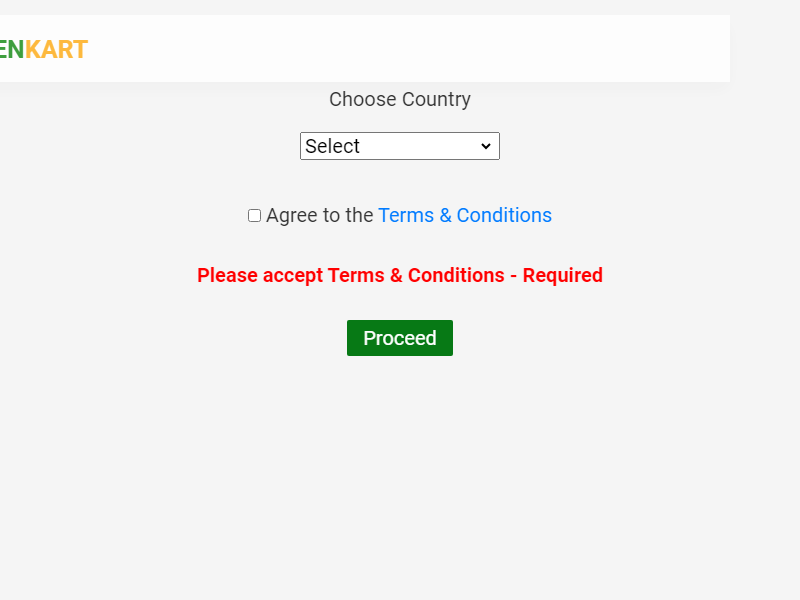 ENKART
Choose Country
Select
Agree to the Terms & Conditions
Please accept Terms & Conditions - Required
Proceed